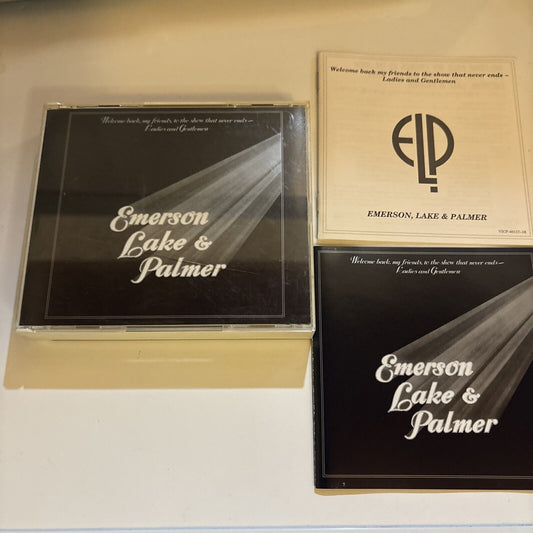 Welcome back, my friends, to the show that never ends—
Ladies and Gentlemen
Emerson
Lake &
Palmer
Welcome back my friends to the show that never ends—
Ladies and Gentlemen
ELP
EMERSON, LAKE & PALMER
Welcome back, my friends, to the show that never ends—
Ladies and Gentlemen
Emerson
Lake &
Palmer